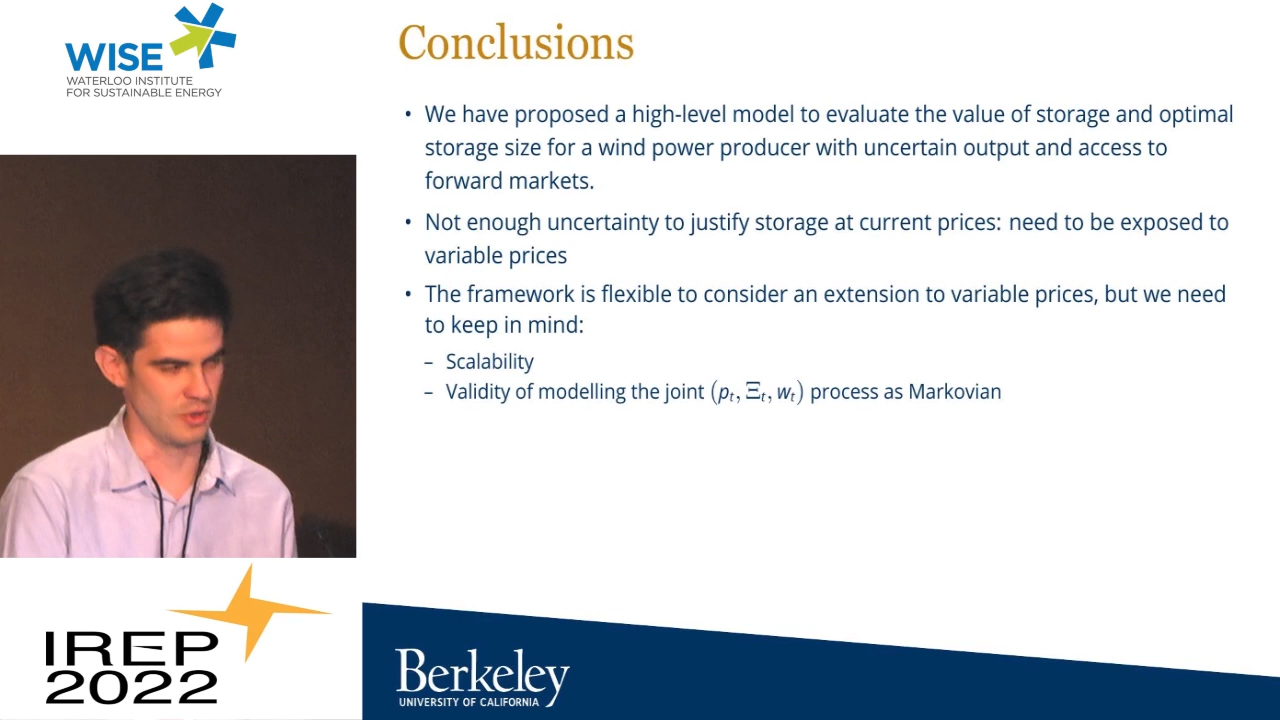 WISE
WATERLOO INSTITUTE
FOR SUSTAINABLE ENERGY
Conclusions
• We have proposed a high-level model to evaluate the value of storage and optimal
storage size for a wind power producer with uncertain output and access to
forward markets.
• Not enough uncertainty to justify storage at current prices: need to be exposed to
variable prices
• The framework is flexible to consider an extension to variable prices, but we need
to keep in mind:
– Scalability
– Validity of modelling the joint (pₜ, Ξₜ, wₜ) process as Markovian
IREP
2022
Berkeley
UNIVERSITY OF CALIFORNIA